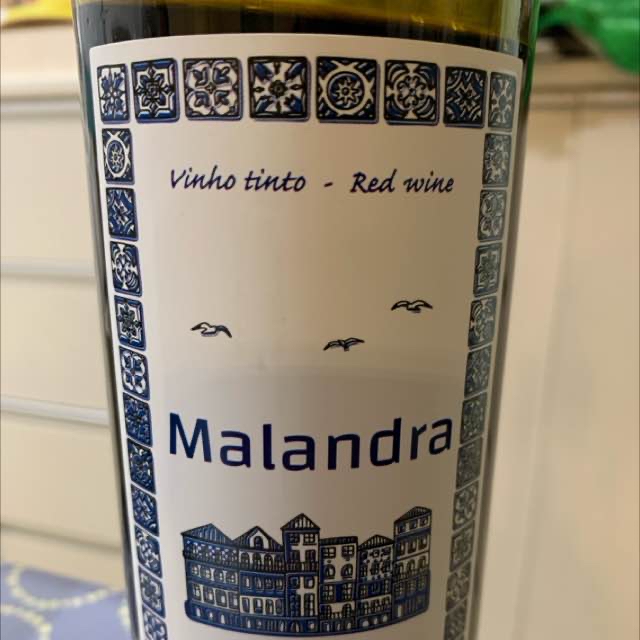 Vinho tinto - Red wine
Malandra